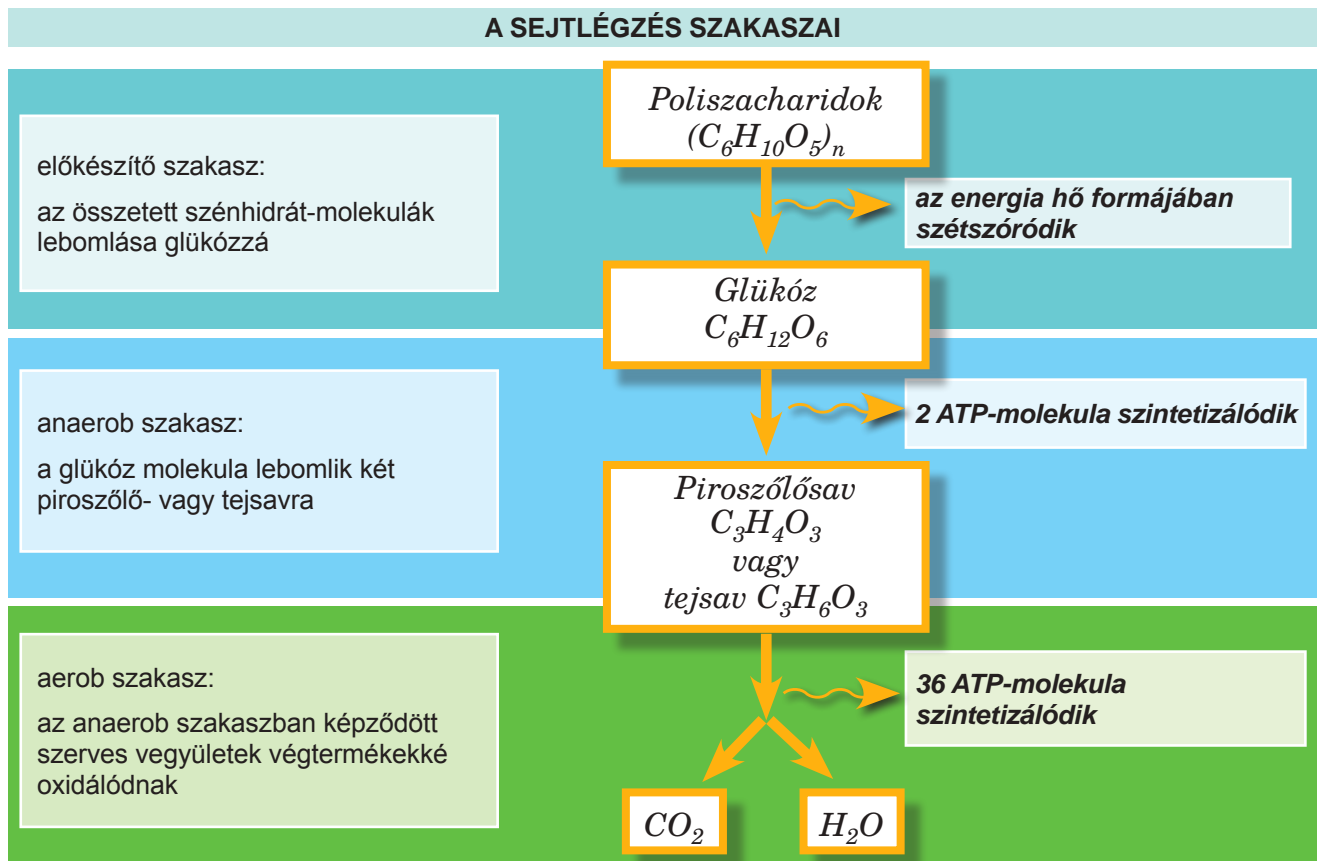 A SEJTLÉGZÉS SZAKASZAI
előkészítő szakasz:
az összetett szénhidrát-molekulák
lebomlása glükózzá
Poliszacharidok
(C₆H₁₀O₅)ₙ
az energia hő formájában
szétszóródik
Glükóz
C₆H₁₂O₆
anaerob szakasz:
a glükóz molekula lebomlik két
piroszőlő- vagy tejsavra
2 ATP-molekula szintetizálódik
Piroszőlősav
C₃H₄O₃
vagy
tejsav C₃H₆O₃
aerob szakasz:
az anaerob szakaszban képződött
szerves vegyületek végtermékekké
oxidálódnak
36 ATP-molekula
szintetizálódik
CO₂
H₂O